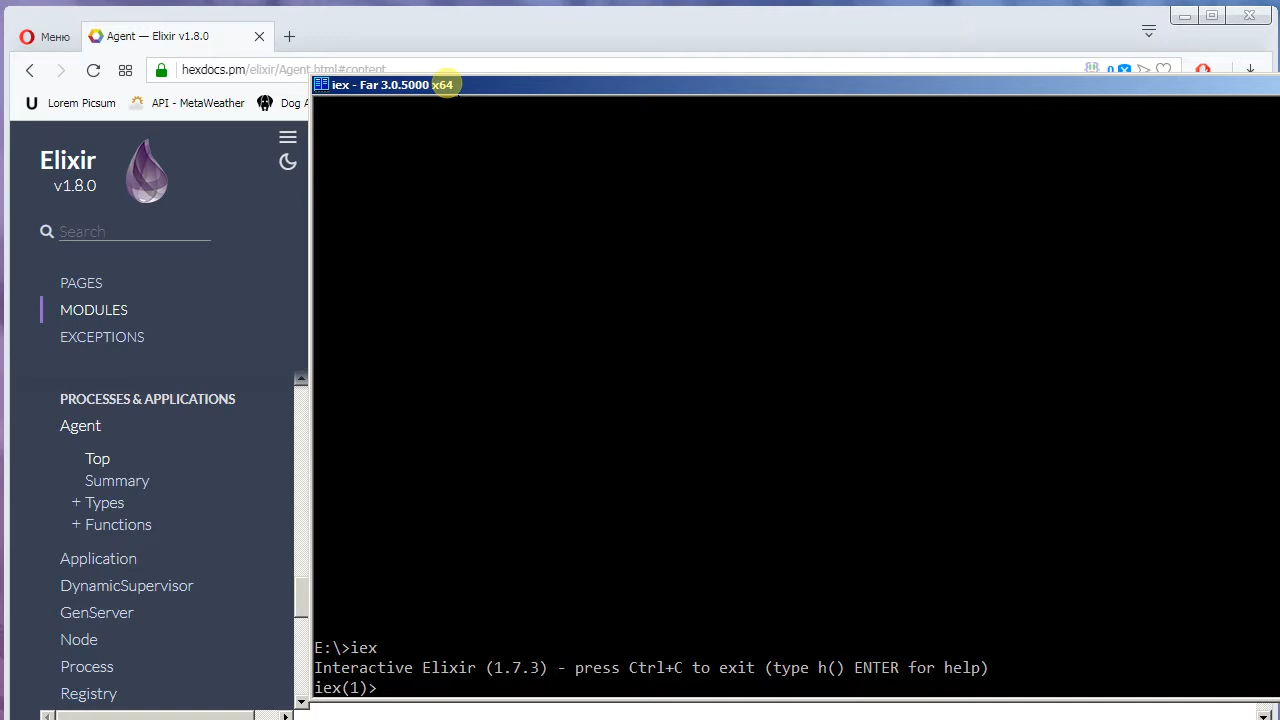 Меню
Agent — Elixir v1.8.0
hexdocs.pm/elixir/Agent.html#content
0
Lorem Picsum
API - MetaWeather
Dog A
iex - Far 3.0.5000 x64
Elixir
v1.8.0
Search
PAGES
MODULES
EXCEPTIONS
PROCESSES & APPLICATIONS
Agent
Top
Summary
+ Types
+ Functions
Application
DynamicSupervisor
GenServer
Node
Process
Registry
E:\>iex
Interactive Elixir (1.7.3) - press Ctrl+C to exit (type h() ENTER for help)
iex(1)>